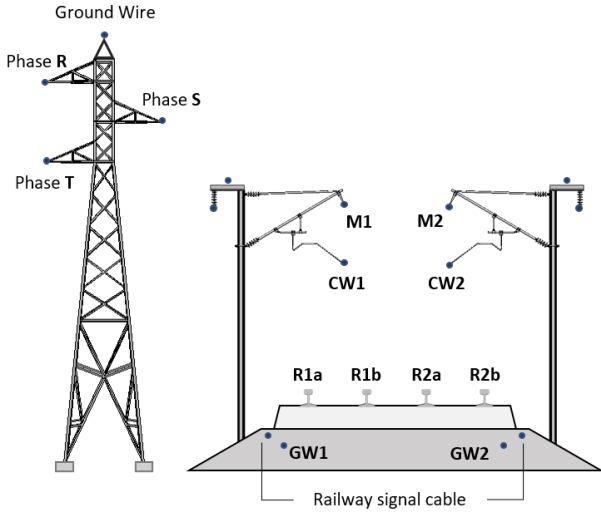 Ground Wire
Phase R
Phase S
Phase T
M1
M2
CW1
CW2
R1a
R1b
R2a
R2b
GW1
GW2
Railway signal cable